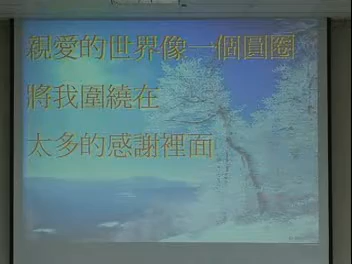 親愛的世界像一個圓圈
將我圍繞在
太多的感謝裡面